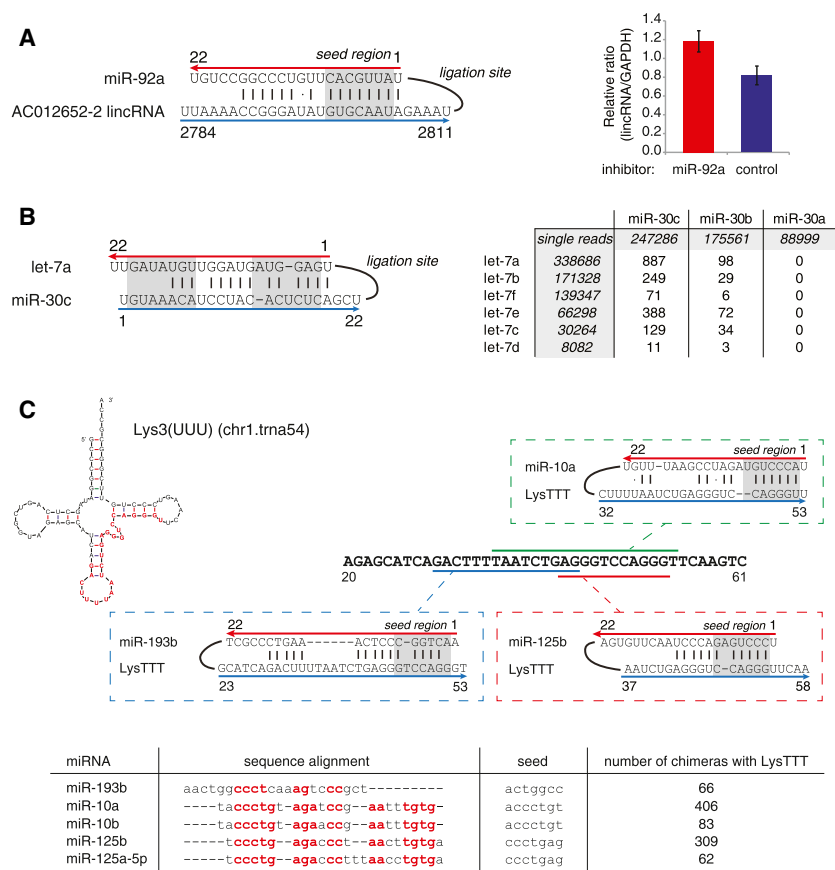 A
22 seed region 1
miR-92a UGUCCGGCCCUGUUCACGUUAU
ligation site
AC012652-2 lincRNA UUAAAACCGGGAUAUGUGCAAUAGAAAU
2784 2811
Relative ratio
(lincRNA/GAPDH)
1.4
1.2
1.0
0.8
0.6
0.4
0.2
0.0
inhibitor: miR-92a control
B
22 1
let-7a UUGAUAUGUUGGAUGAUG-GAGU
ligation site
miR-30c UGUAAACAUCCUAC-ACUCUCAGCU
1 22
miR-30c miR-30b miR-30a
single reads 247286 175561 88999
let-7a 338686 887 98 0
let-7b 171328 249 29 0
let-7f 139347 71 6 0
let-7e 66298 388 72 0
let-7c 30264 129 34 0
let-7d 8082 11 3 0
C
Lys3(UUU) (chr1.trna54)
3'
5'
22 seed region 1
miR-10a UGUU-UAAGCCUAGAUGUCCCAU
LysTTT CUUUUAAUCUGAGGGUC--CAGGGUU
32 53
AGAGCATCAGACTTTTAATCTGAGGGTCCAGGGTTCAAGTC
20 61
22 seed region 1
miR-193b UCGCCCUGAA------ACUCCC-GGUCAA
LysTTT GCAUCAGACUUUUAAUCUGAGGGUCCAGGGU
23 53
22 seed region 1
miR-125b AGUGUUCAAUCCCAGAGUCCCU
LysTTT AAUCUGAGGGUC-CAGGGUUCAA
37 58
miRNA sequence alignment seed number of chimeras with LysTTT
miR-193b aactggccctcaaagtcccgct--------- actggcc 66
miR-10a ----taccctgt-agatccg--aatttgtg- accctgt 406
miR-10b ----taccctgt-agaaccg--aatttgtg- accctgt 83
miR-125b -----tccctg--agaccc--taacttgtga ccctgag 309
miR-125a-5p -----tccctg--agaccctttaacctgtga ccctgag 62